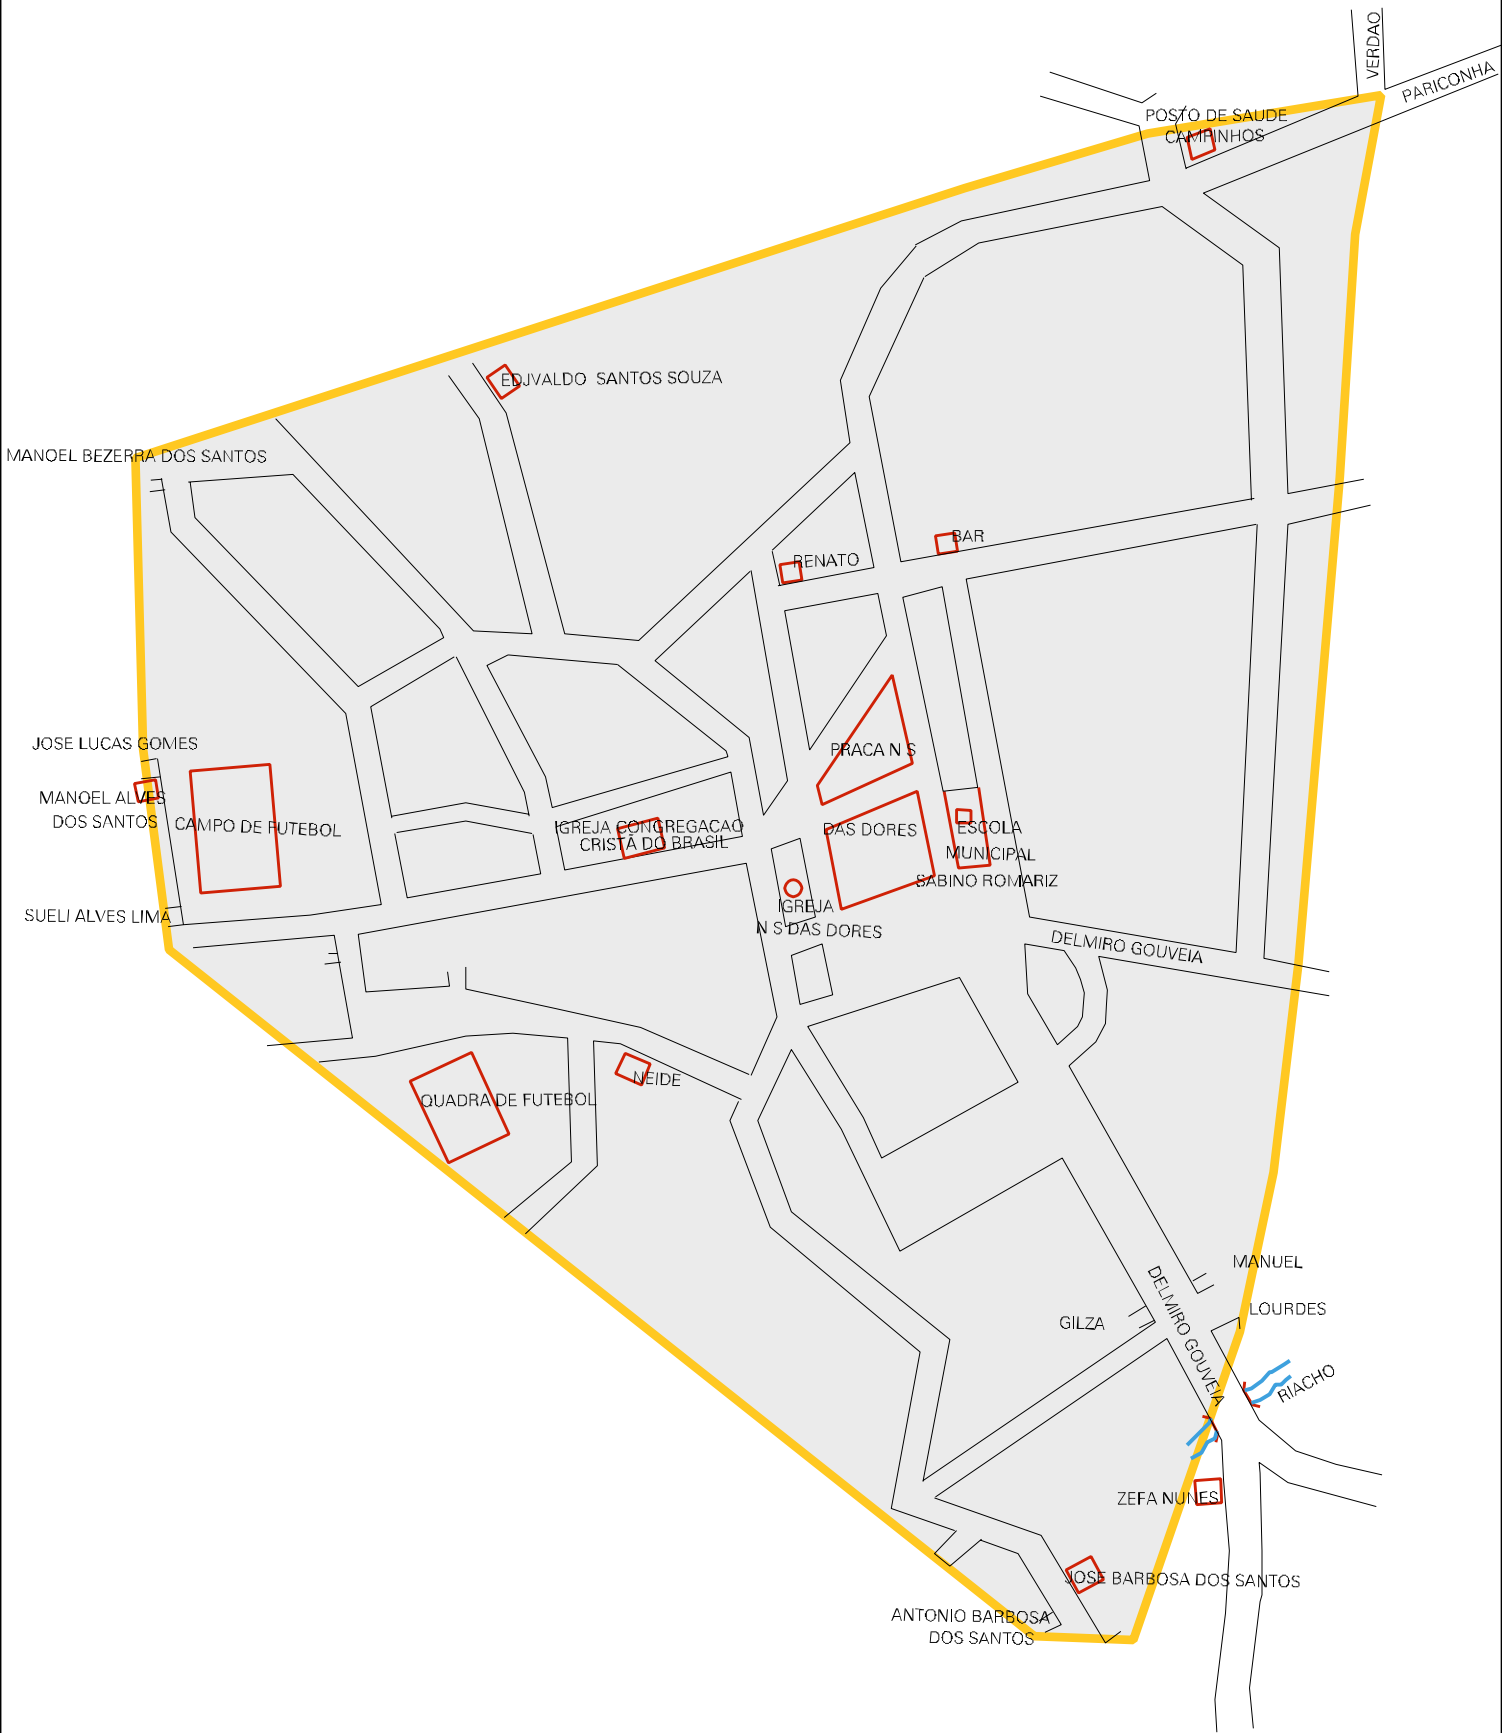 VERDAO
PARICONHA
POSTO DE SAUDE
CAMPINHOS
EDJVALDO SANTOS SOUZA
MANOEL BEZERRA DOS SANTOS
BAR
RENATO
JOSE LUCAS GOMES
PRACA N S
MANOEL ALVES
DOS SANTOS
CAMPO DE FUTEBOL
IGREJA CONGREGACAO
CRISTÃ DO BRASIL
DAS DORES
ESCOLA
MUNICIPAL
SABINO ROMARIZ
SUELI ALVES LIMA
IGREJA
N S DAS DORES
DELMIRO GOUVEIA
NEIDE
QUADRA DE FUTEBOL
MANUEL
LOURDES
GILZA
DELMIRO GOUVEIA
RIACHO
ZEFA NUNES
JOSE BARBOSA DOS SANTOS
ANTONIO BARBOSA
DOS SANTOS